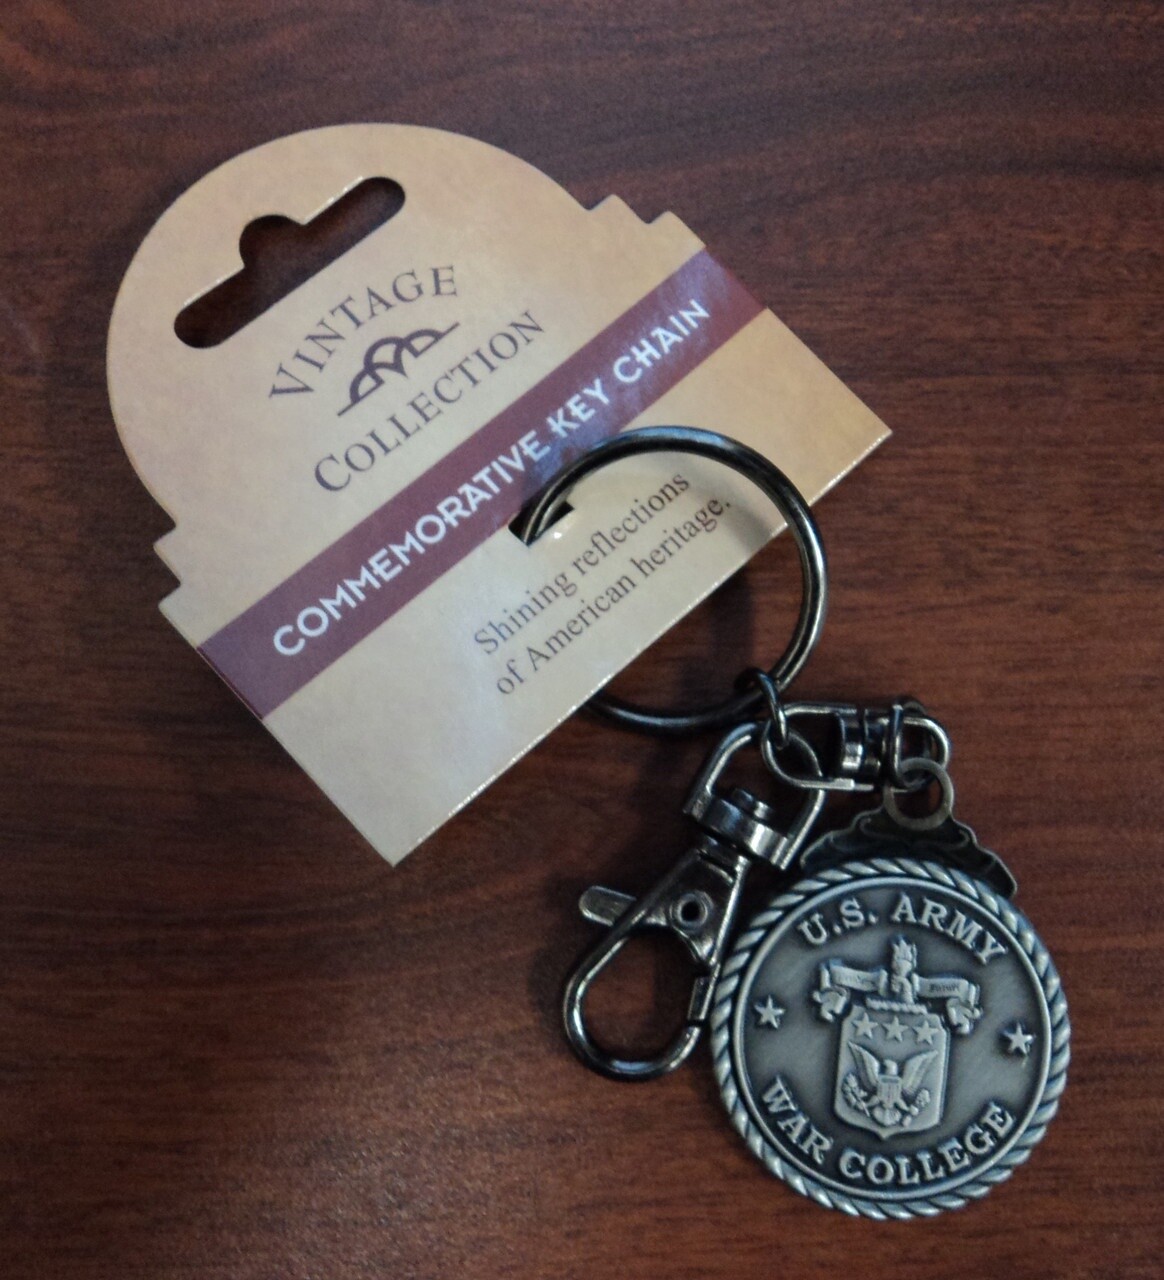 VINTAGE
COLLECTION
COMMEMORATIVE KEY CHAIN
Shining reflections
of American heritage.
U.S. ARMY
WAR COLLEGE